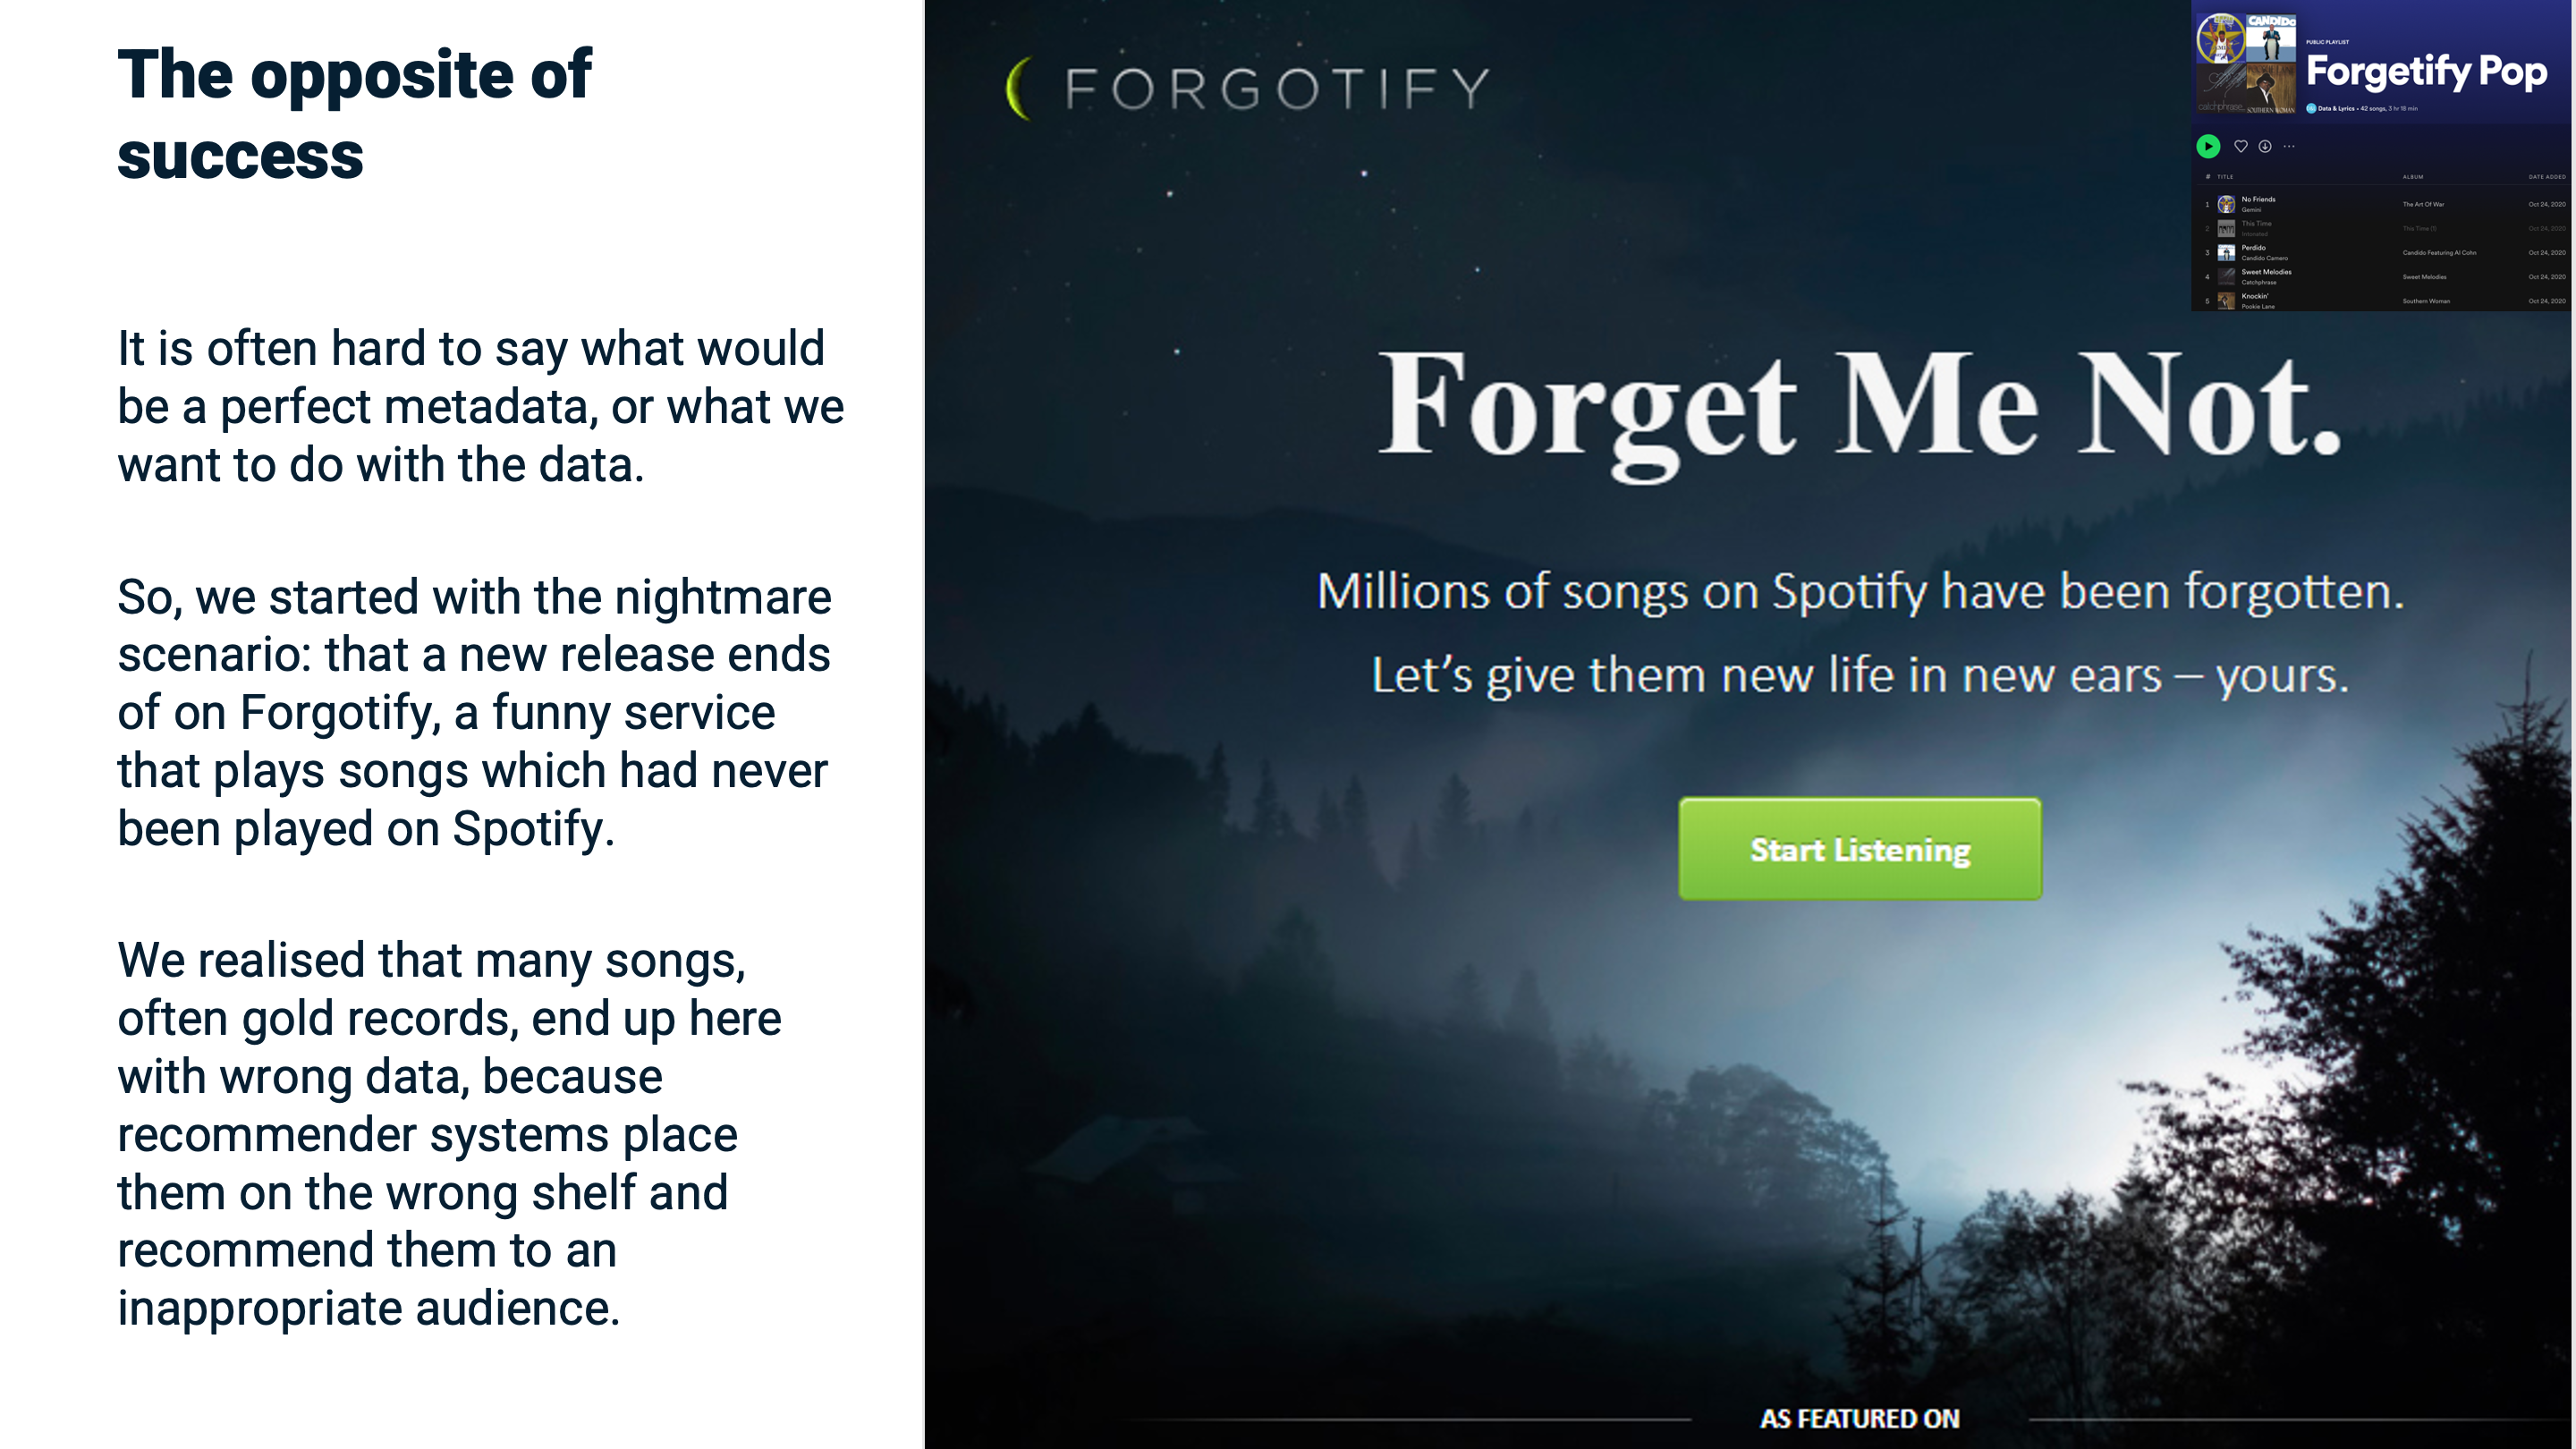 The opposite of
success
It is often hard to say what would
be a perfect metadata, or what we
want to do with the data.
So, we started with the nightmare
scenario: that a new release ends
of on Forgotify, a funny service
that plays songs which had never
been played on Spotify.
We realised that many songs,
often gold records, end up here
with wrong data, because
recommender systems place
them on the wrong shelf and
recommend them to an
inappropriate audience.
FORGOTIFY
PUBLIC PLAYLIST
Forgetify Pop
Data & Lyrics • 42 songs, 3 hr 18 min
# TITLE ALBUM DATE ADDED
1 No Friends The Art Of War Oct 24, 2020
Gemini
2 This Time This Time (1) Oct 24, 2020
3 Perdido Candido Featuring Al Cohn Oct 24, 2020
Candido Camero
4 Sweet Melodies Sweet Melodies Oct 24, 2020
Catchphrase
5 Knockin' Southern Woman Oct 24, 2020
Pookie Lane
CANDIDO
catchphrase
SOUTHERN WOMAN
Forget Me Not.
Millions of songs on Spotify have been forgotten.
Let’s give them new life in new ears – yours.
Start Listening
AS FEATURED ON